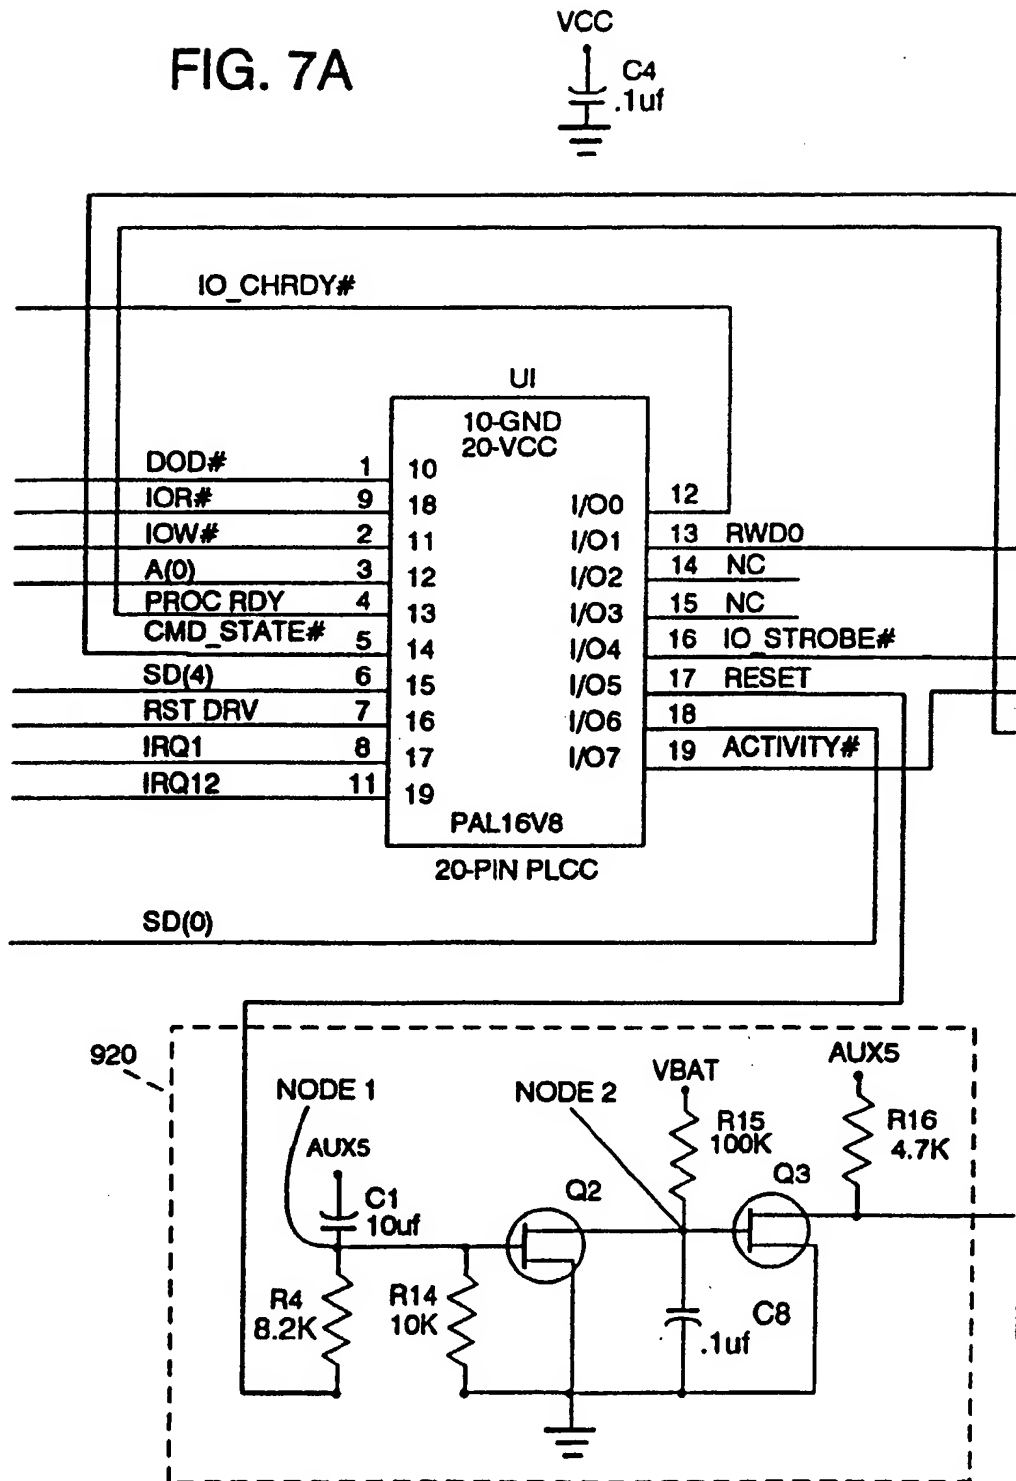 VCC
FIG. 7A
C4
.1uf
IO_CHRDY#
UI
10-GND
20-VCC
DOD# 1 10
IOR# 9 18
I/O0 12
IOW# 2 11
I/O1 13 RWD0
A(0) 3 12
I/O2 14 NC
PROC RDY 4 13
I/O3 15 NC
CMD_STATE# 5 14
I/O4 16 IO_STROBE#
SD(4) 6 15
I/O5 17 RESET
RST DRV 7 16
I/O6 18
IRQ1 8 17
I/O7 19 ACTIVITY#
IRQ12 11 19
PAL16V8
20-PIN PLCC
SD(0)
920
NODE 1
NODE 2
VBAT
AUX5
R15
100K
R16
4.7K
AUX5
C1
10uf
Q2
Q3
R4
8.2K
R14
10K
C8
.1uf